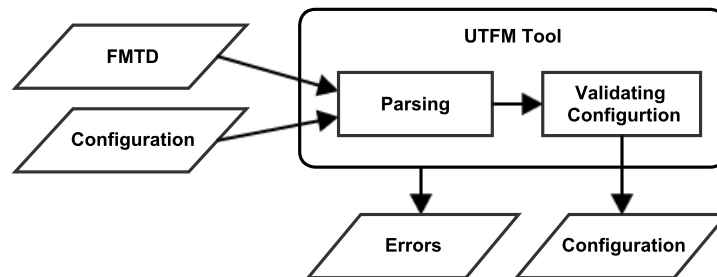 FMTD
UTFM Tool
Parsing
Validating
Configurtion
Configuration
Errors
Configuration